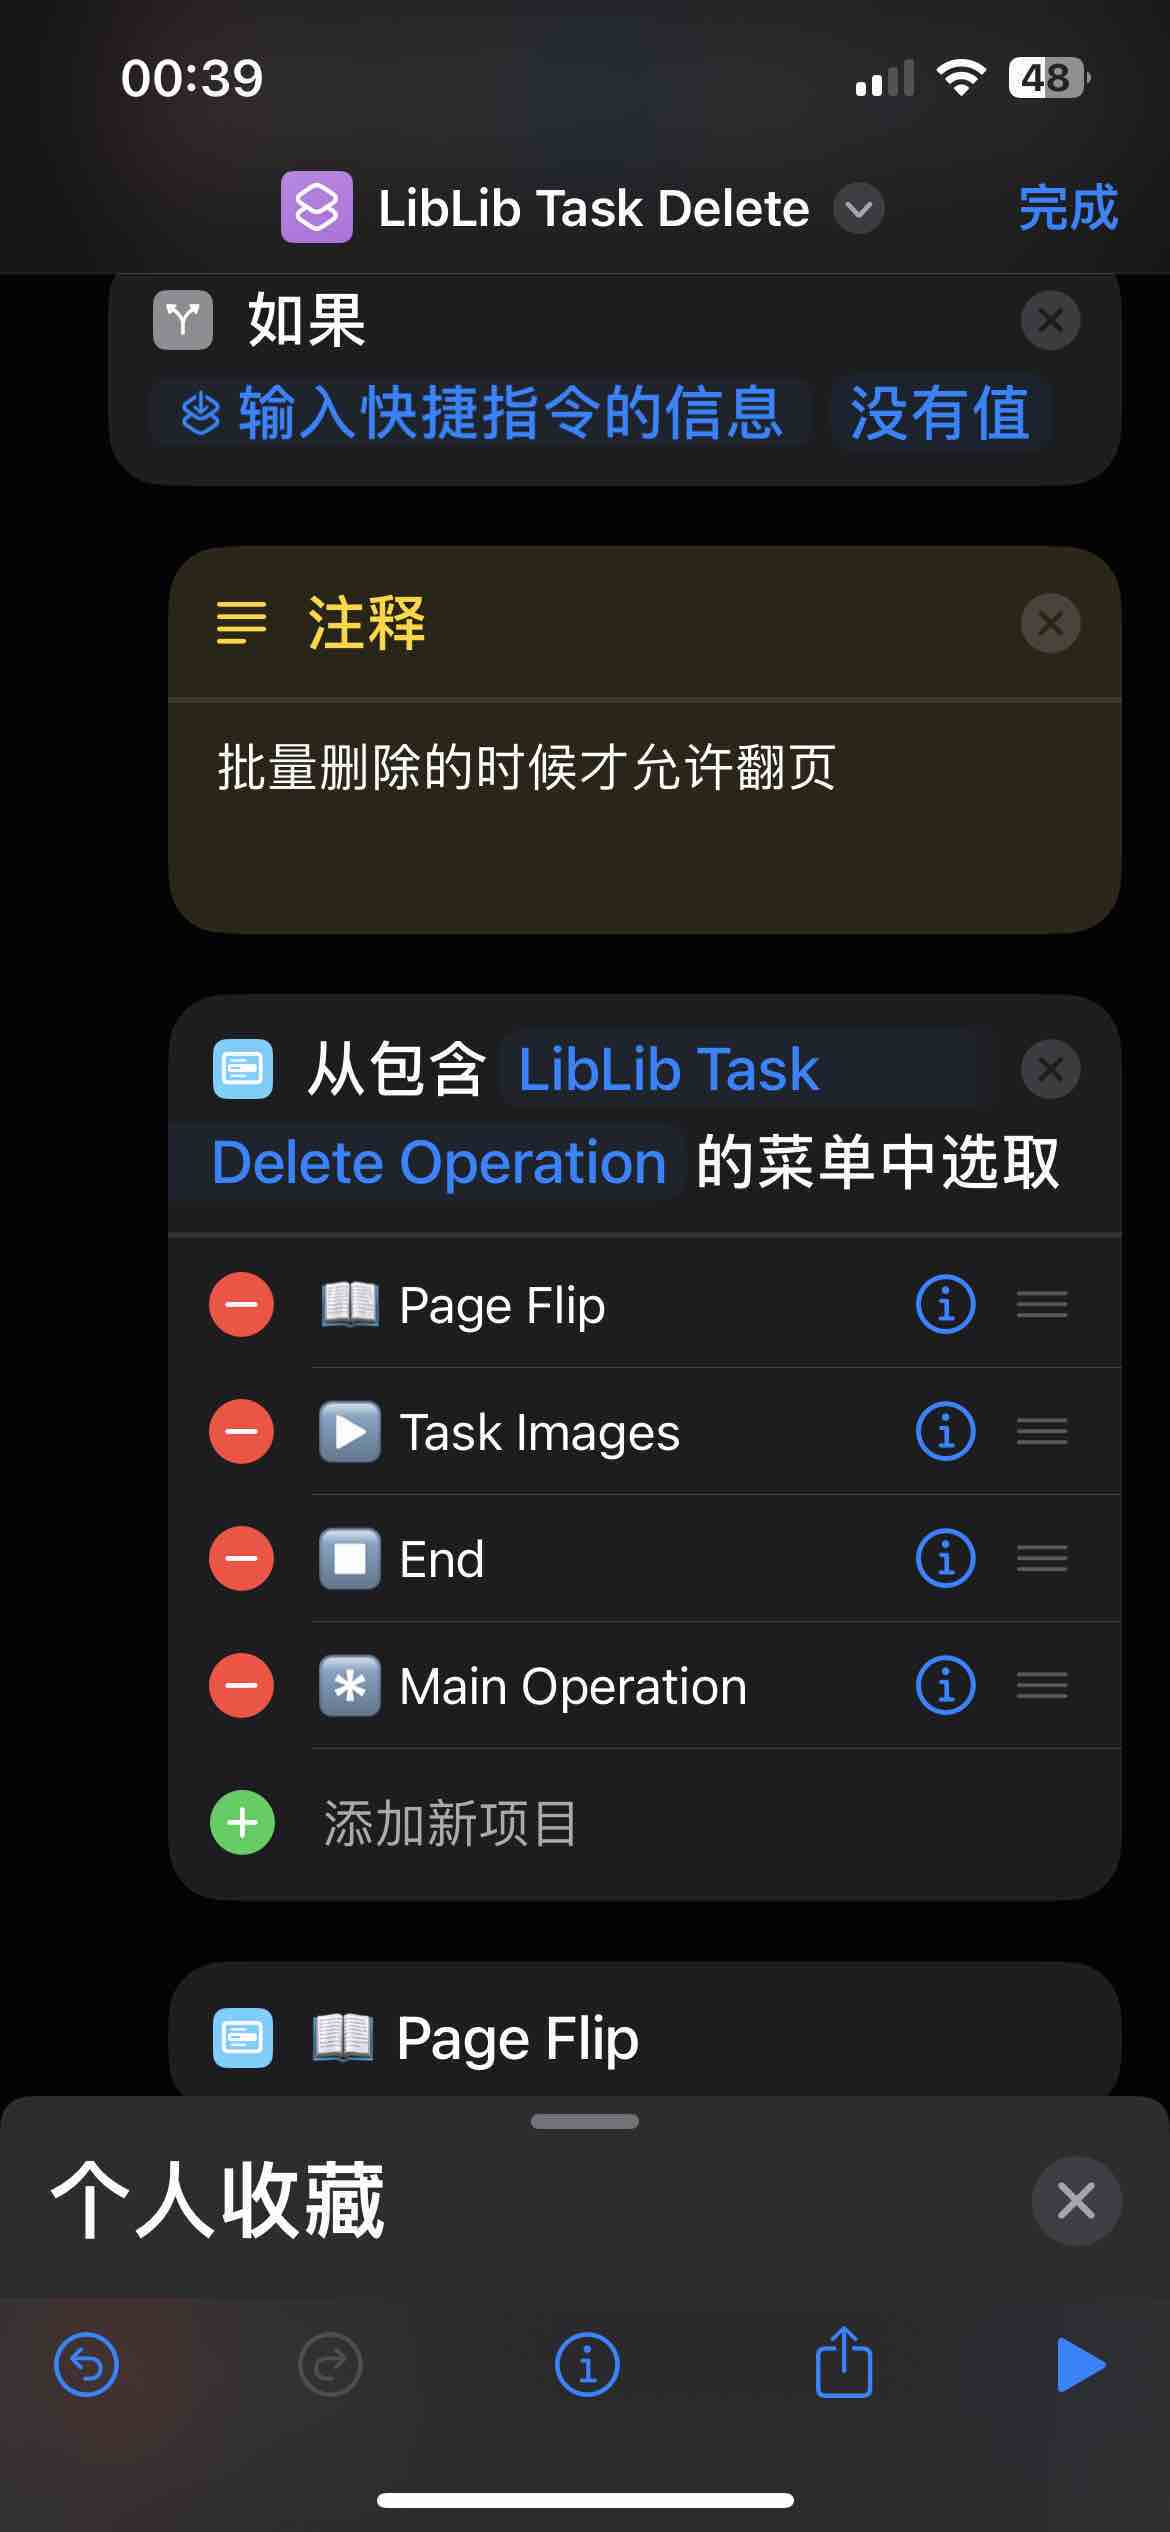 00:39
48
LibLib Task Delete
完成
如果
输入快捷指令的信息 没有值
注释
批量删除的时候才允许翻页
从包含 LibLib Task
Delete Operation 的菜单中选取
📖 Page Flip
▶️ Task Images
⏹️ End
*️⃣ Main Operation
添加新项目
📖 Page Flip
个人收藏